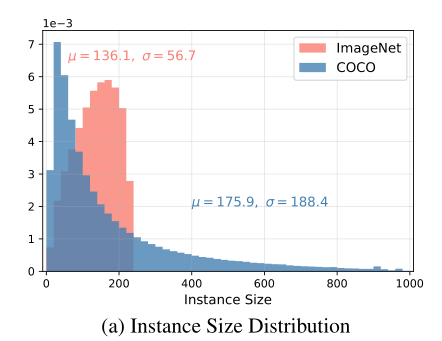 1e−3
μ = 136.1, σ = 56.7
ImageNet
COCO
7
6
5
4
3
2
1
0
μ = 175.9, σ = 188.4
0 200 400 600 800 1000
Instance Size
(a) Instance Size Distribution